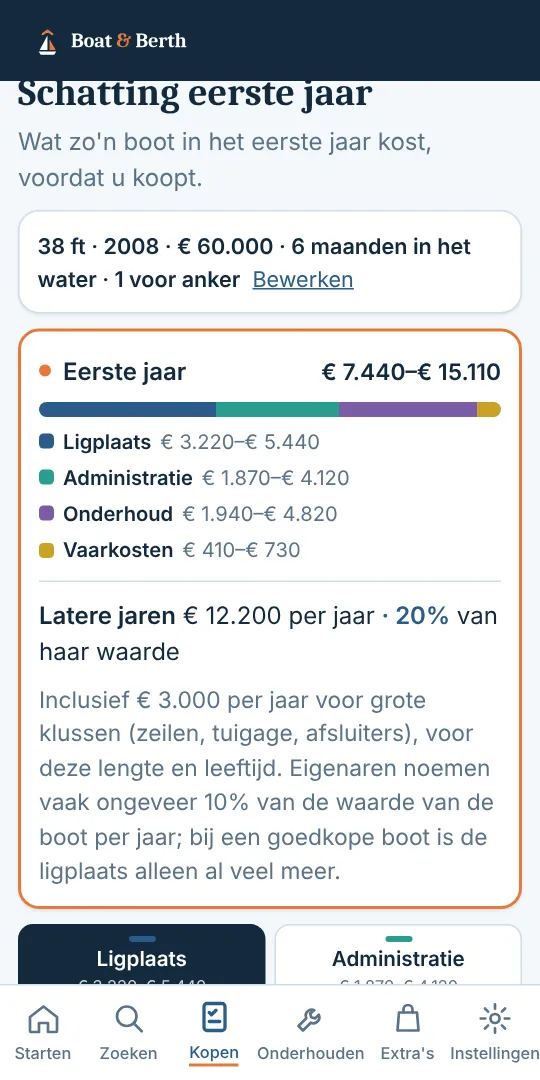 Boat & Berth
Schatting eerste jaar
Wat zo'n boot in het eerste jaar kost,
voordat u koopt.
38 ft · 2008 · € 60.000 · 6 maanden in het
water · 1 voor anker Bewerken
Eerste jaar € 7.440–€ 15.110
Ligplaats € 3.220–€ 5.440
Administratie € 1.870–€ 4.120
Onderhoud € 1.940–€ 4.820
Vaarkosten € 410–€ 730
Latere jaren € 12.200 per jaar · 20% van
haar waarde
Inclusief € 3.000 per jaar voor grote
klussen (zeilen, tuigage, afsluiters), voor
deze lengte en leeftijd. Eigenaren noemen
vaak ongeveer 10% van de waarde van de
boot per jaar; bij een goedkope boot is de
ligplaats alleen al veel meer.
Ligplaats Administratie
Starten Zoeken Kopen Onderhouden Extra's Instellingen